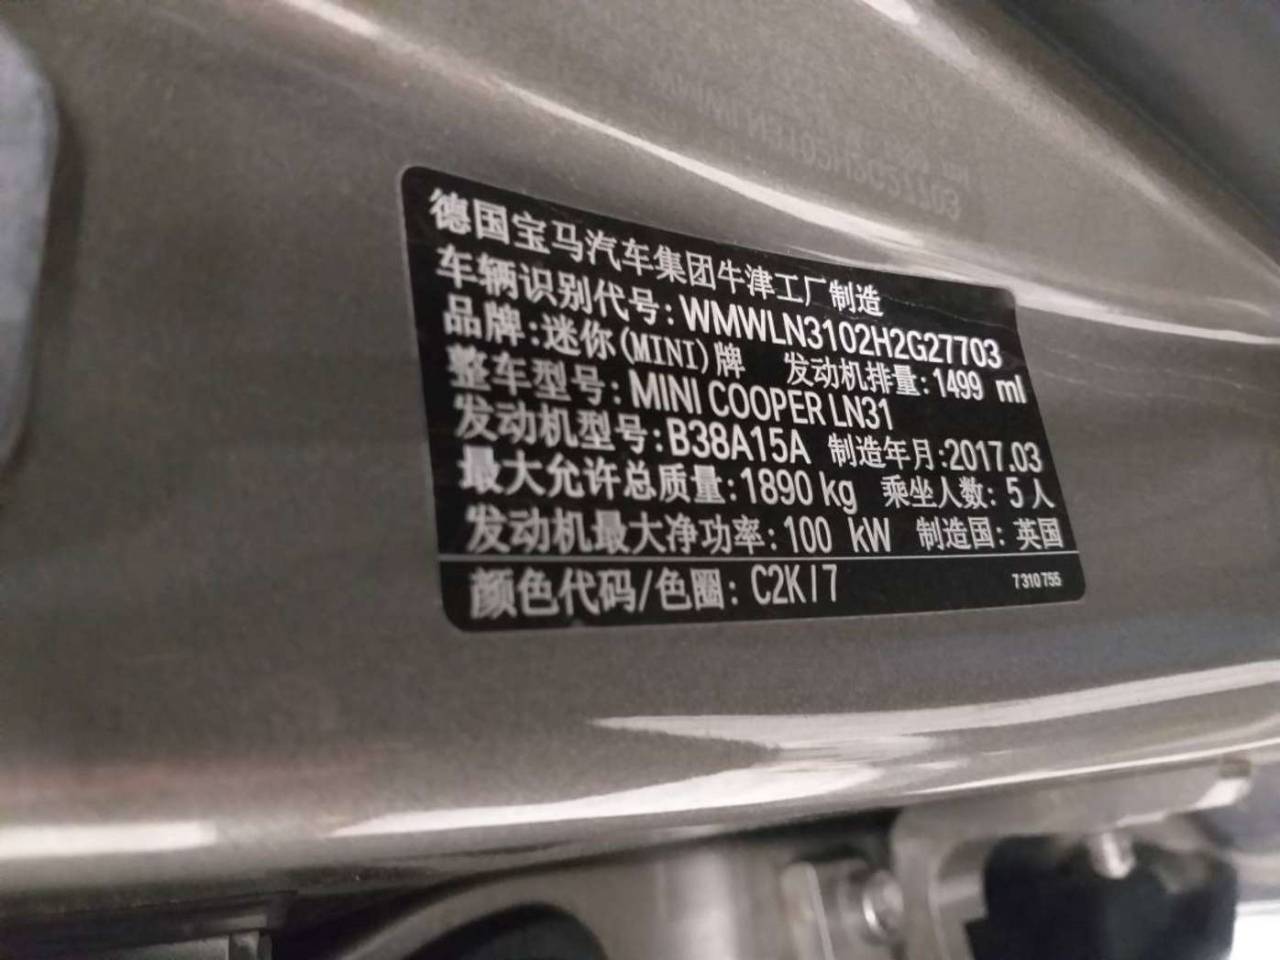 德国宝马汽车集团牛津工厂制造
车辆识别代号:WMWLN3102H2G27703
品牌:迷你(MINI)牌 发动机排量:1499 ml
整车型号:MINI COOPER LN31
发动机型号:B38A15A 制造年月:2017.03
最大允许总质量:1890 kg 乘坐人数: 5人
发动机最大净功率:100 kW 制造国: 英国
颜色代码/色圈: C2K/7 7 310 755